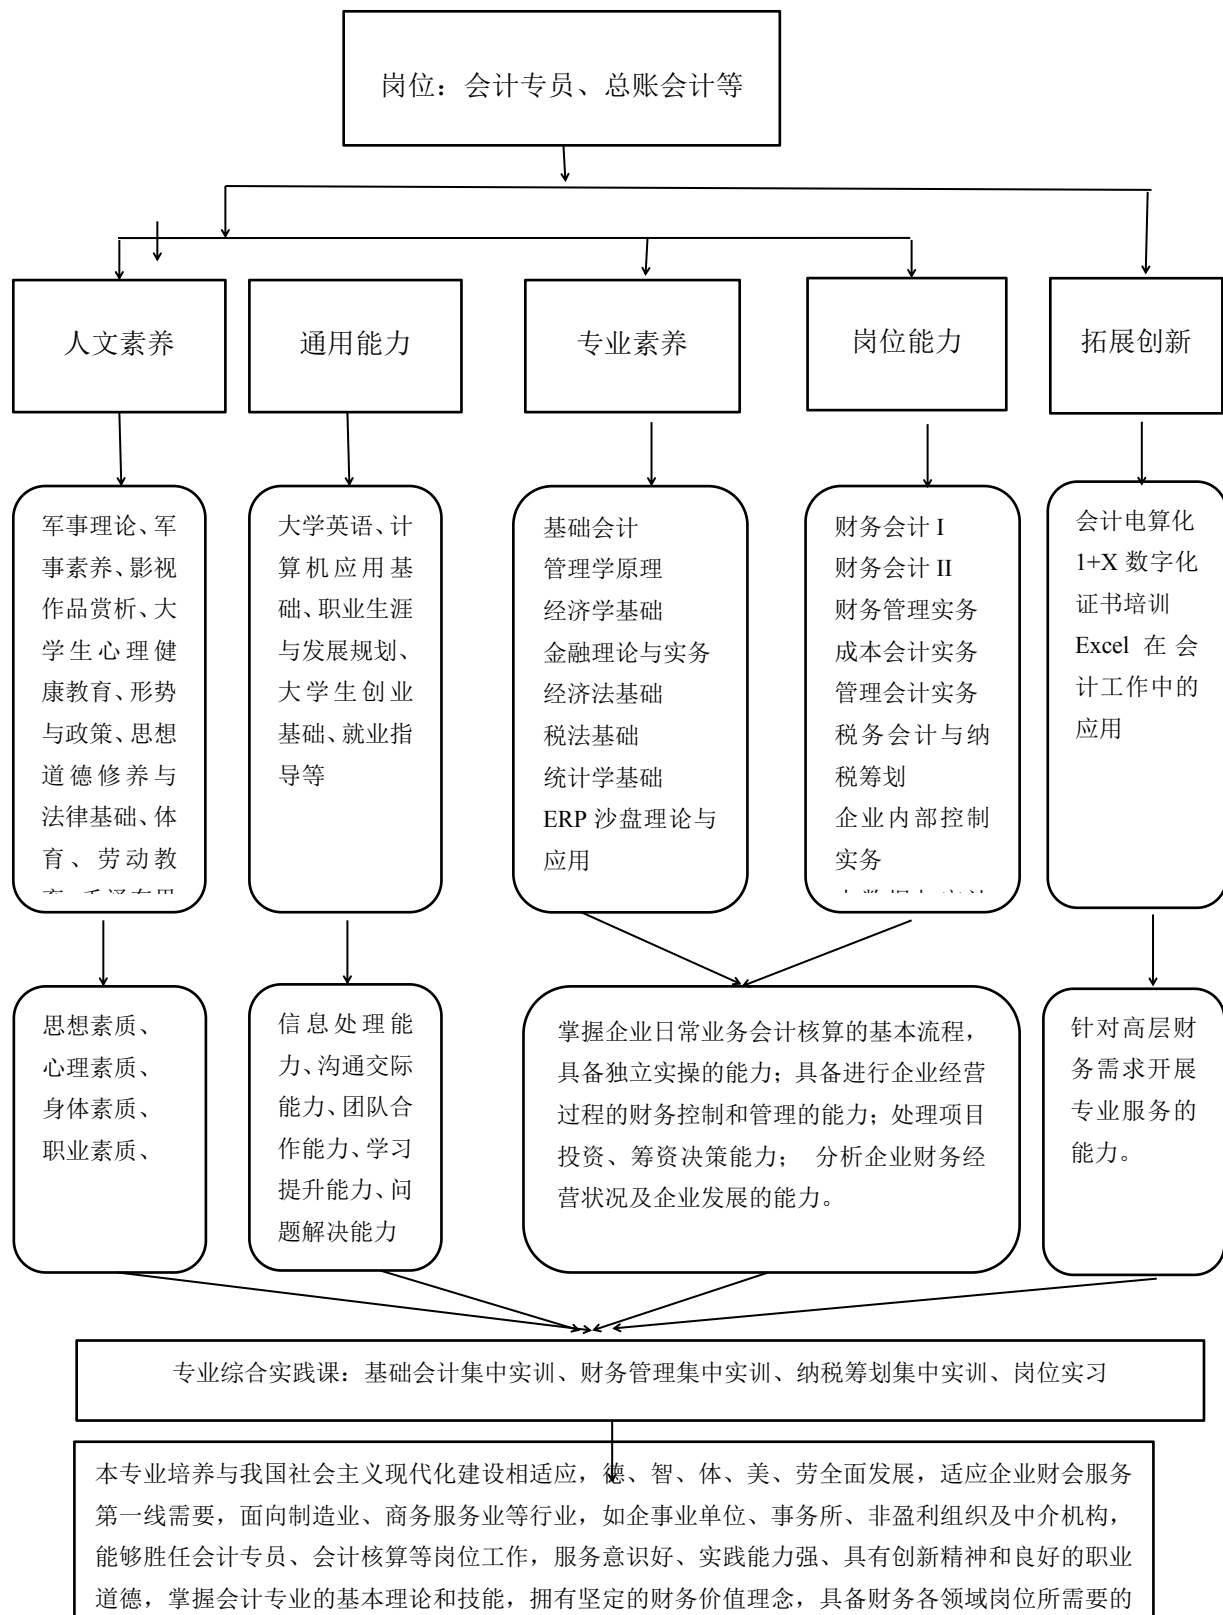 岗位：会计专员、总账会计等
人文素养
通用能力
专业素养
岗位能力
拓展创新
军事理论、军
事素养、影视
作品赏析、大
学生心理健
康教育、形势
与政策、思想
道德修养与
法律基础、体
育、劳动教
大学英语、计
算机应用基
础、职业生涯
与发展规划、
大学生创业
基础、就业指
导等
基础会计
管理学原理
经济学基础
金融理论与实务
经济法基础
税法基础
统计学基础
ERP 沙盘理论与
应用
财务会计 I
财务会计 II
财务管理实务
成本会计实务
管理会计实务
税务会计与纳
税筹划
企业内部控制
实务
会计电算化
1+X 数字化
证书培训
Excel 在会
计工作中的
应用
思想素质、
心理素质、
身体素质、
职业素质、
信息处理能
力、沟通交际
能力、团队合
作能力、学习
提升能力、问
题解决能力
掌握企业日常业务会计核算的基本流程，
具备独立实操的能力；具备进行企业经营
过程的财务控制和管理的能力；处理项目
投资、筹资决策能力； 分析企业财务经
营状况及企业发展的能力。
针对高层财
务需求开展
专业服务的
能力。
专业综合实践课：基础会计集中实训、财务管理集中实训、纳税筹划集中实训、岗位实习
本专业培养与我国社会主义现代化建设相适应，德、智、体、美、劳全面发展，适应企业财会服务
第一线需要，面向制造业、商务服务业等行业，如企事业单位、事务所、非盈利组织及中介机构，
能够胜任会计专员、会计核算等岗位工作，服务意识好、实践能力强、具有创新精神和良好的职业
道德，掌握会计专业的基本理论和技能，拥有坚定的财务价值理念，具备财务各领域岗位所需要的